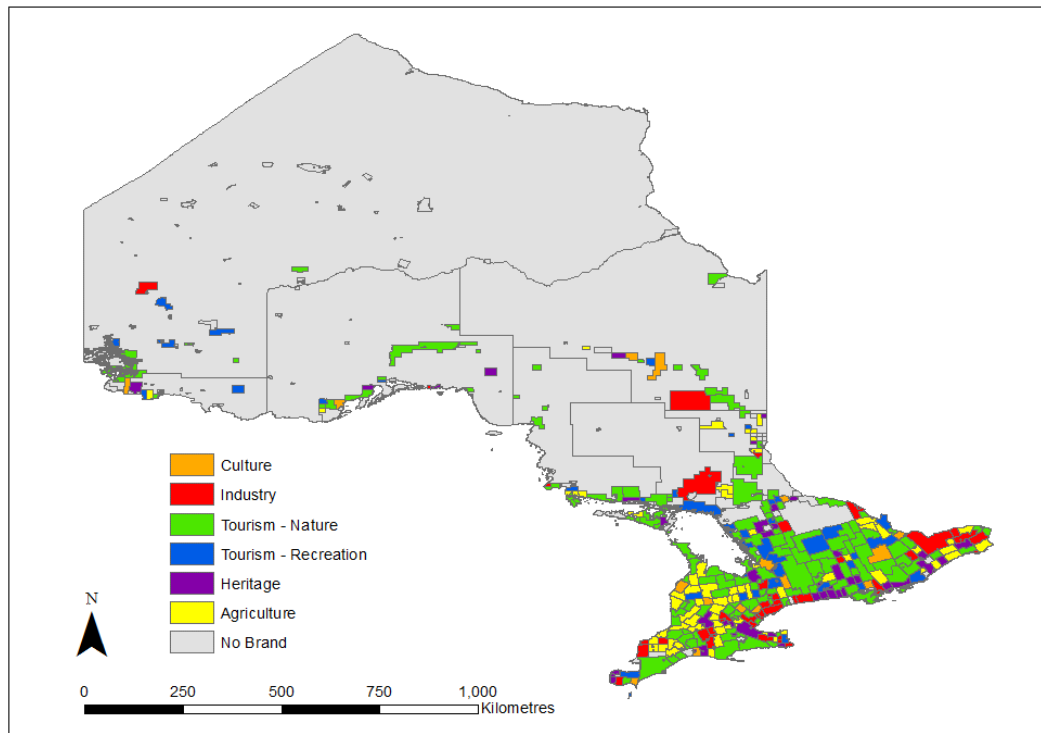 Culture
Industry
Tourism - Nature
Tourism - Recreation
Heritage
Agriculture
No Brand
N
0 250 500 750 1,000
Kilometres